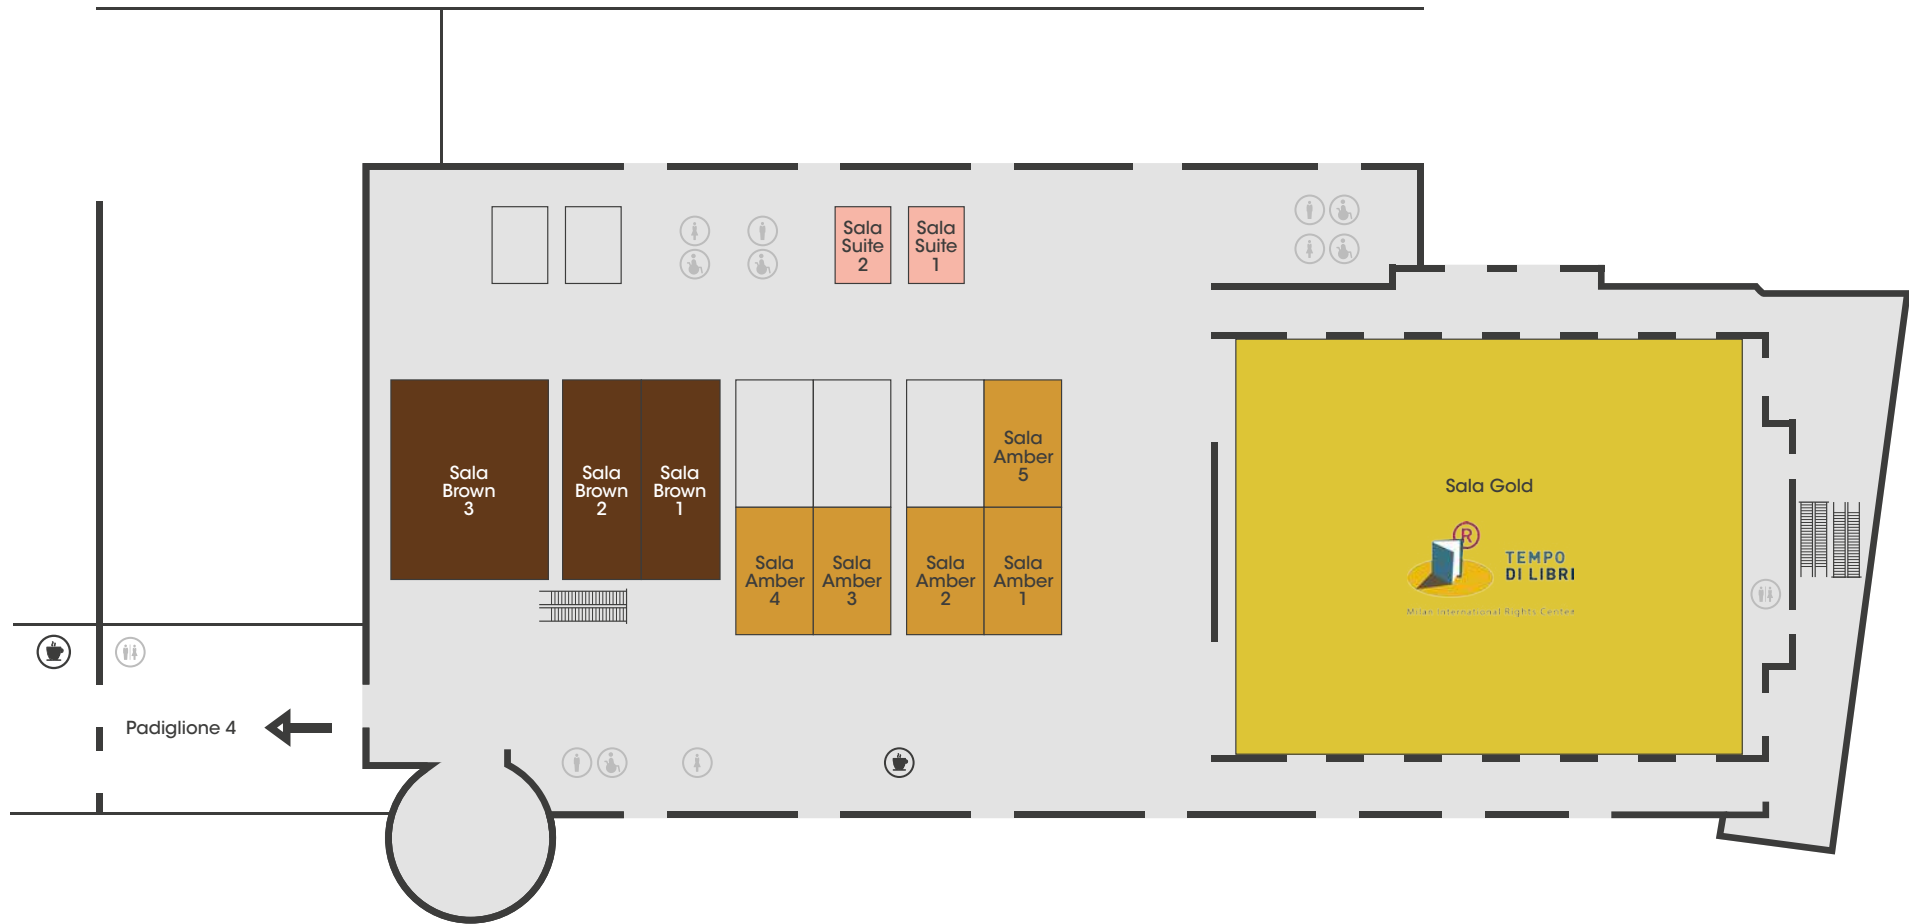 Sala
Suite
2
Sala
Suite
1
Sala
Brown
3
Sala
Brown
2
Sala
Brown
1
Sala
Amber
5
Sala
Amber
4
Sala
Amber
3
Sala
Amber
2
Sala
Amber
1
Sala Gold
R
TEMPO
DI LIBRI
Milan International Rights Center
Padiglione 4